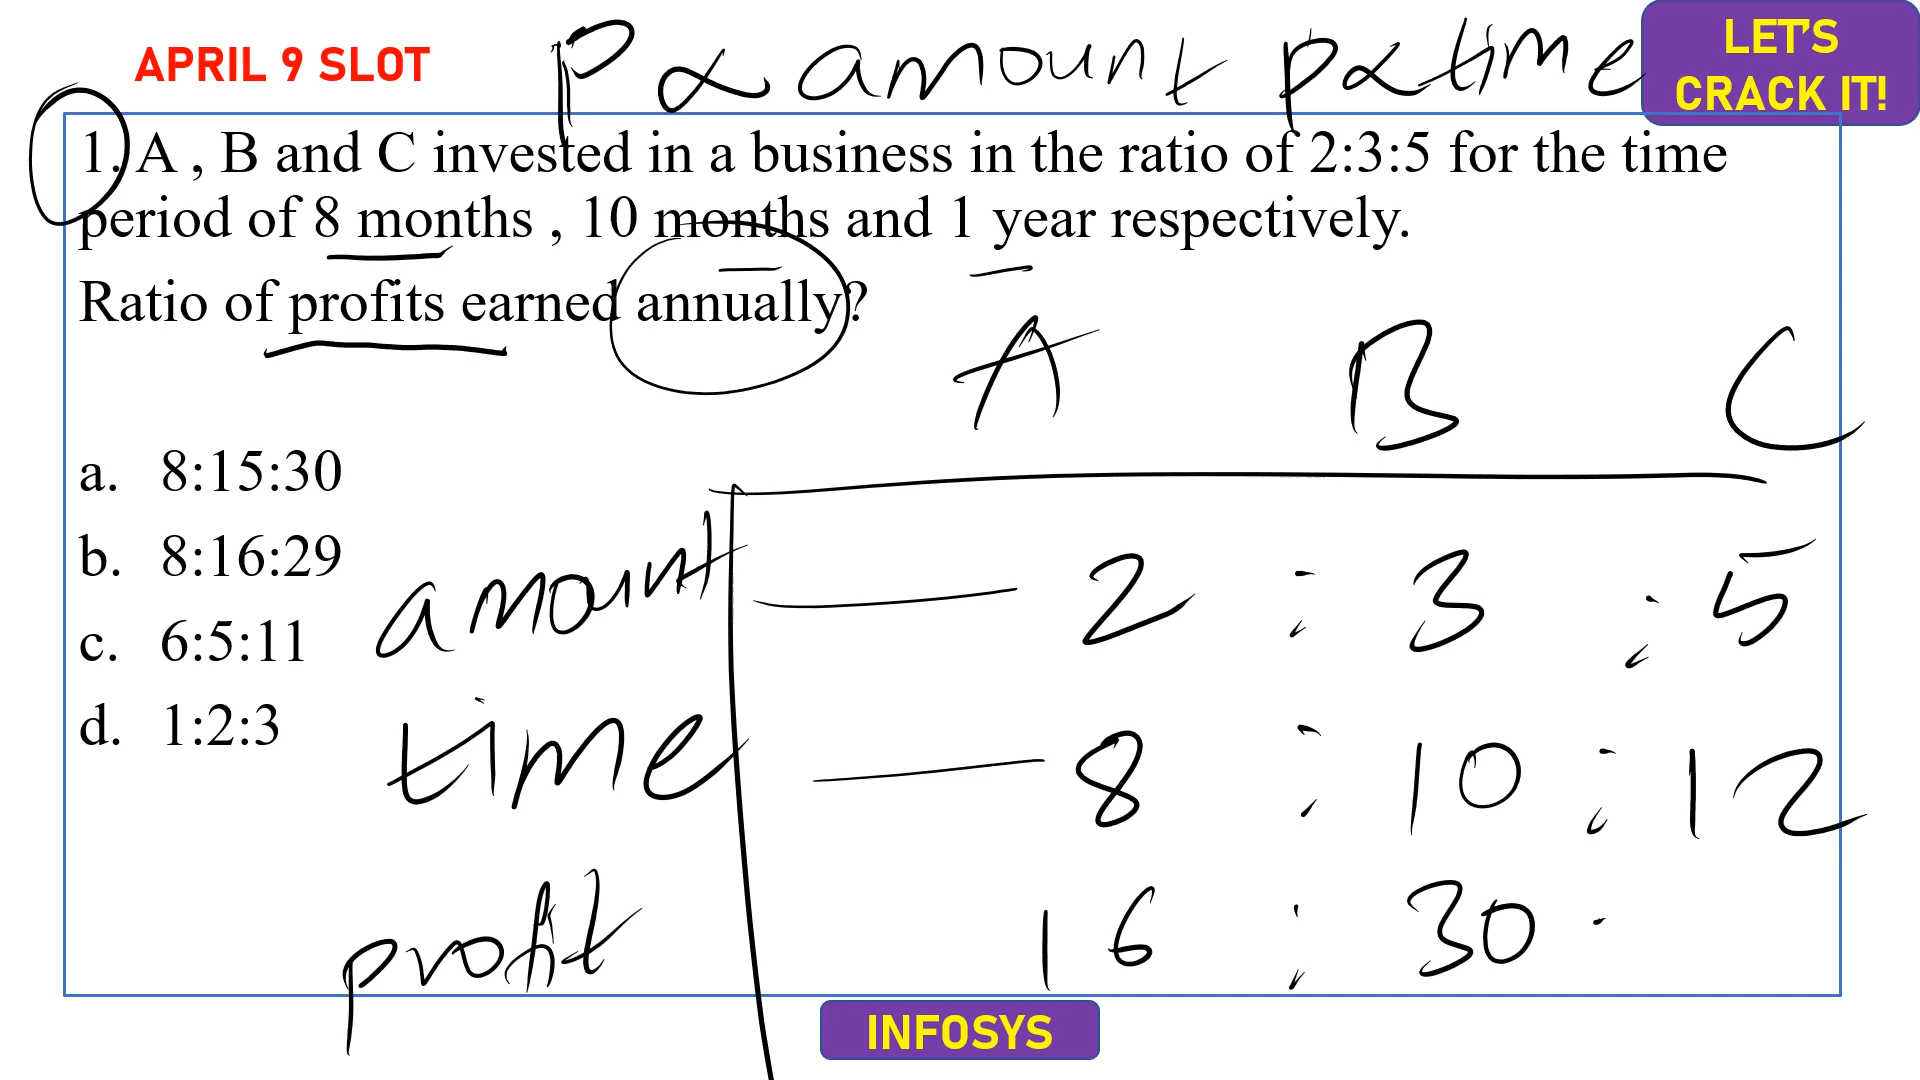 APRIL 9 SLOT
P ∝ amount p ∝ time
LET'S
CRACK IT!
1. A , B and C invested in a business in the ratio of 2:3:5 for the time
period of 8 months , 10 months and 1 year respectively.
Ratio of profits earned annually?
A B C
a. 8:15:30
b. 8:16:29
c. 6:5:11
d. 1:2:3
amount — 2 : 3 : 5
time — 8 : 10 : 12
profit 16 : 30 .
INFOSYS